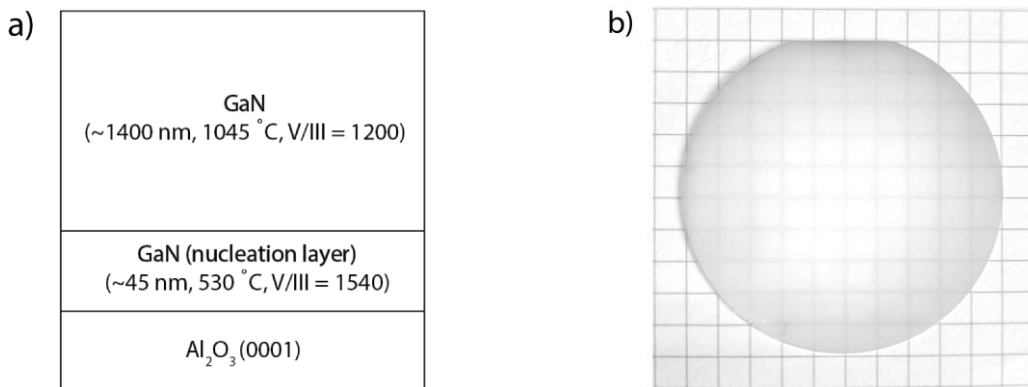 a)
GaN
(~1400 nm, 1045 °C, V/III = 1200)
GaN (nucleation layer)
(~45 nm, 530 °C, V/III = 1540)
Al₂O₃ (0001)
b)